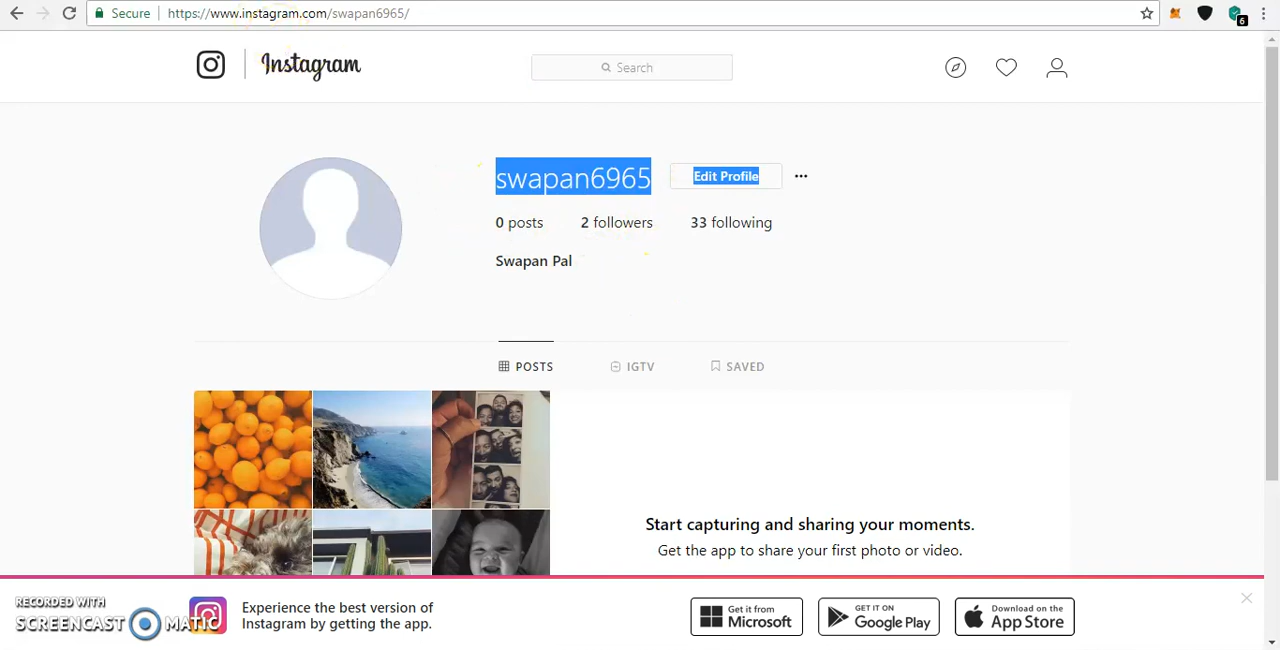 Secure https://www.instagram.com/swapan6965/
6
Instagram
Search
swapan6965 Edit Profile
0 posts 2 followers 33 following
Swapan Pal
POSTS IGTV SAVED
Start capturing and sharing your moments.
Get the app to share your first photo or video.
RECORDED WITH
SCREENCAST MATIC
Experience the best version of
Instagram by getting the app.
Get it from
Microsoft
GET IT ON
Google Play
Download on the
App Store